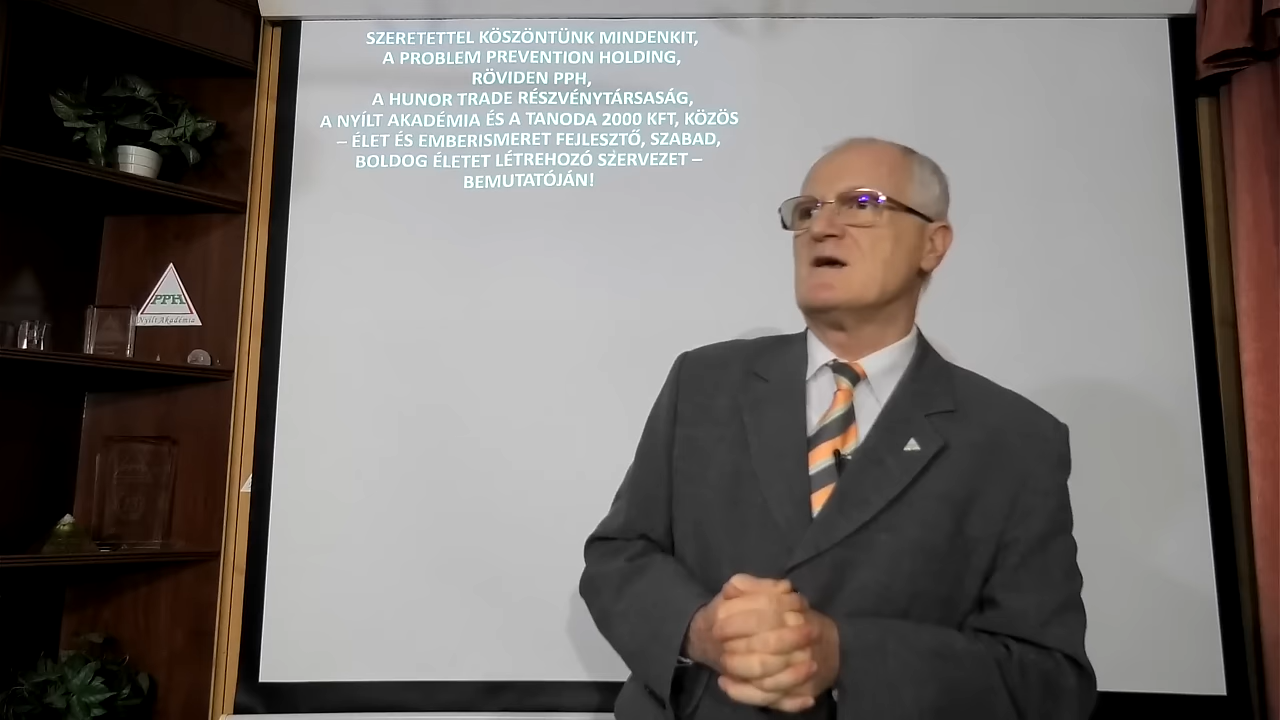 SZERETETTEL KÖSZÖNTÜNK MINDENKIT,
A PROBLEM PREVENTION HOLDING,
RÖVIDEN PPH,
A HUNOR TRADE RÉSZVÉNYTÁRSASÁG,
A NYÍLT AKADÉMIA ÉS A TANODA 2000 KFT, KÖZÖS
– ÉLET ÉS EMBERISMERET FEJLESZTŐ, SZABAD,
BOLDOG ÉLETET LÉTREHOZÓ SZERVEZET –
BEMUTATÓJÁN!
PPH
Nyílt Akadémia